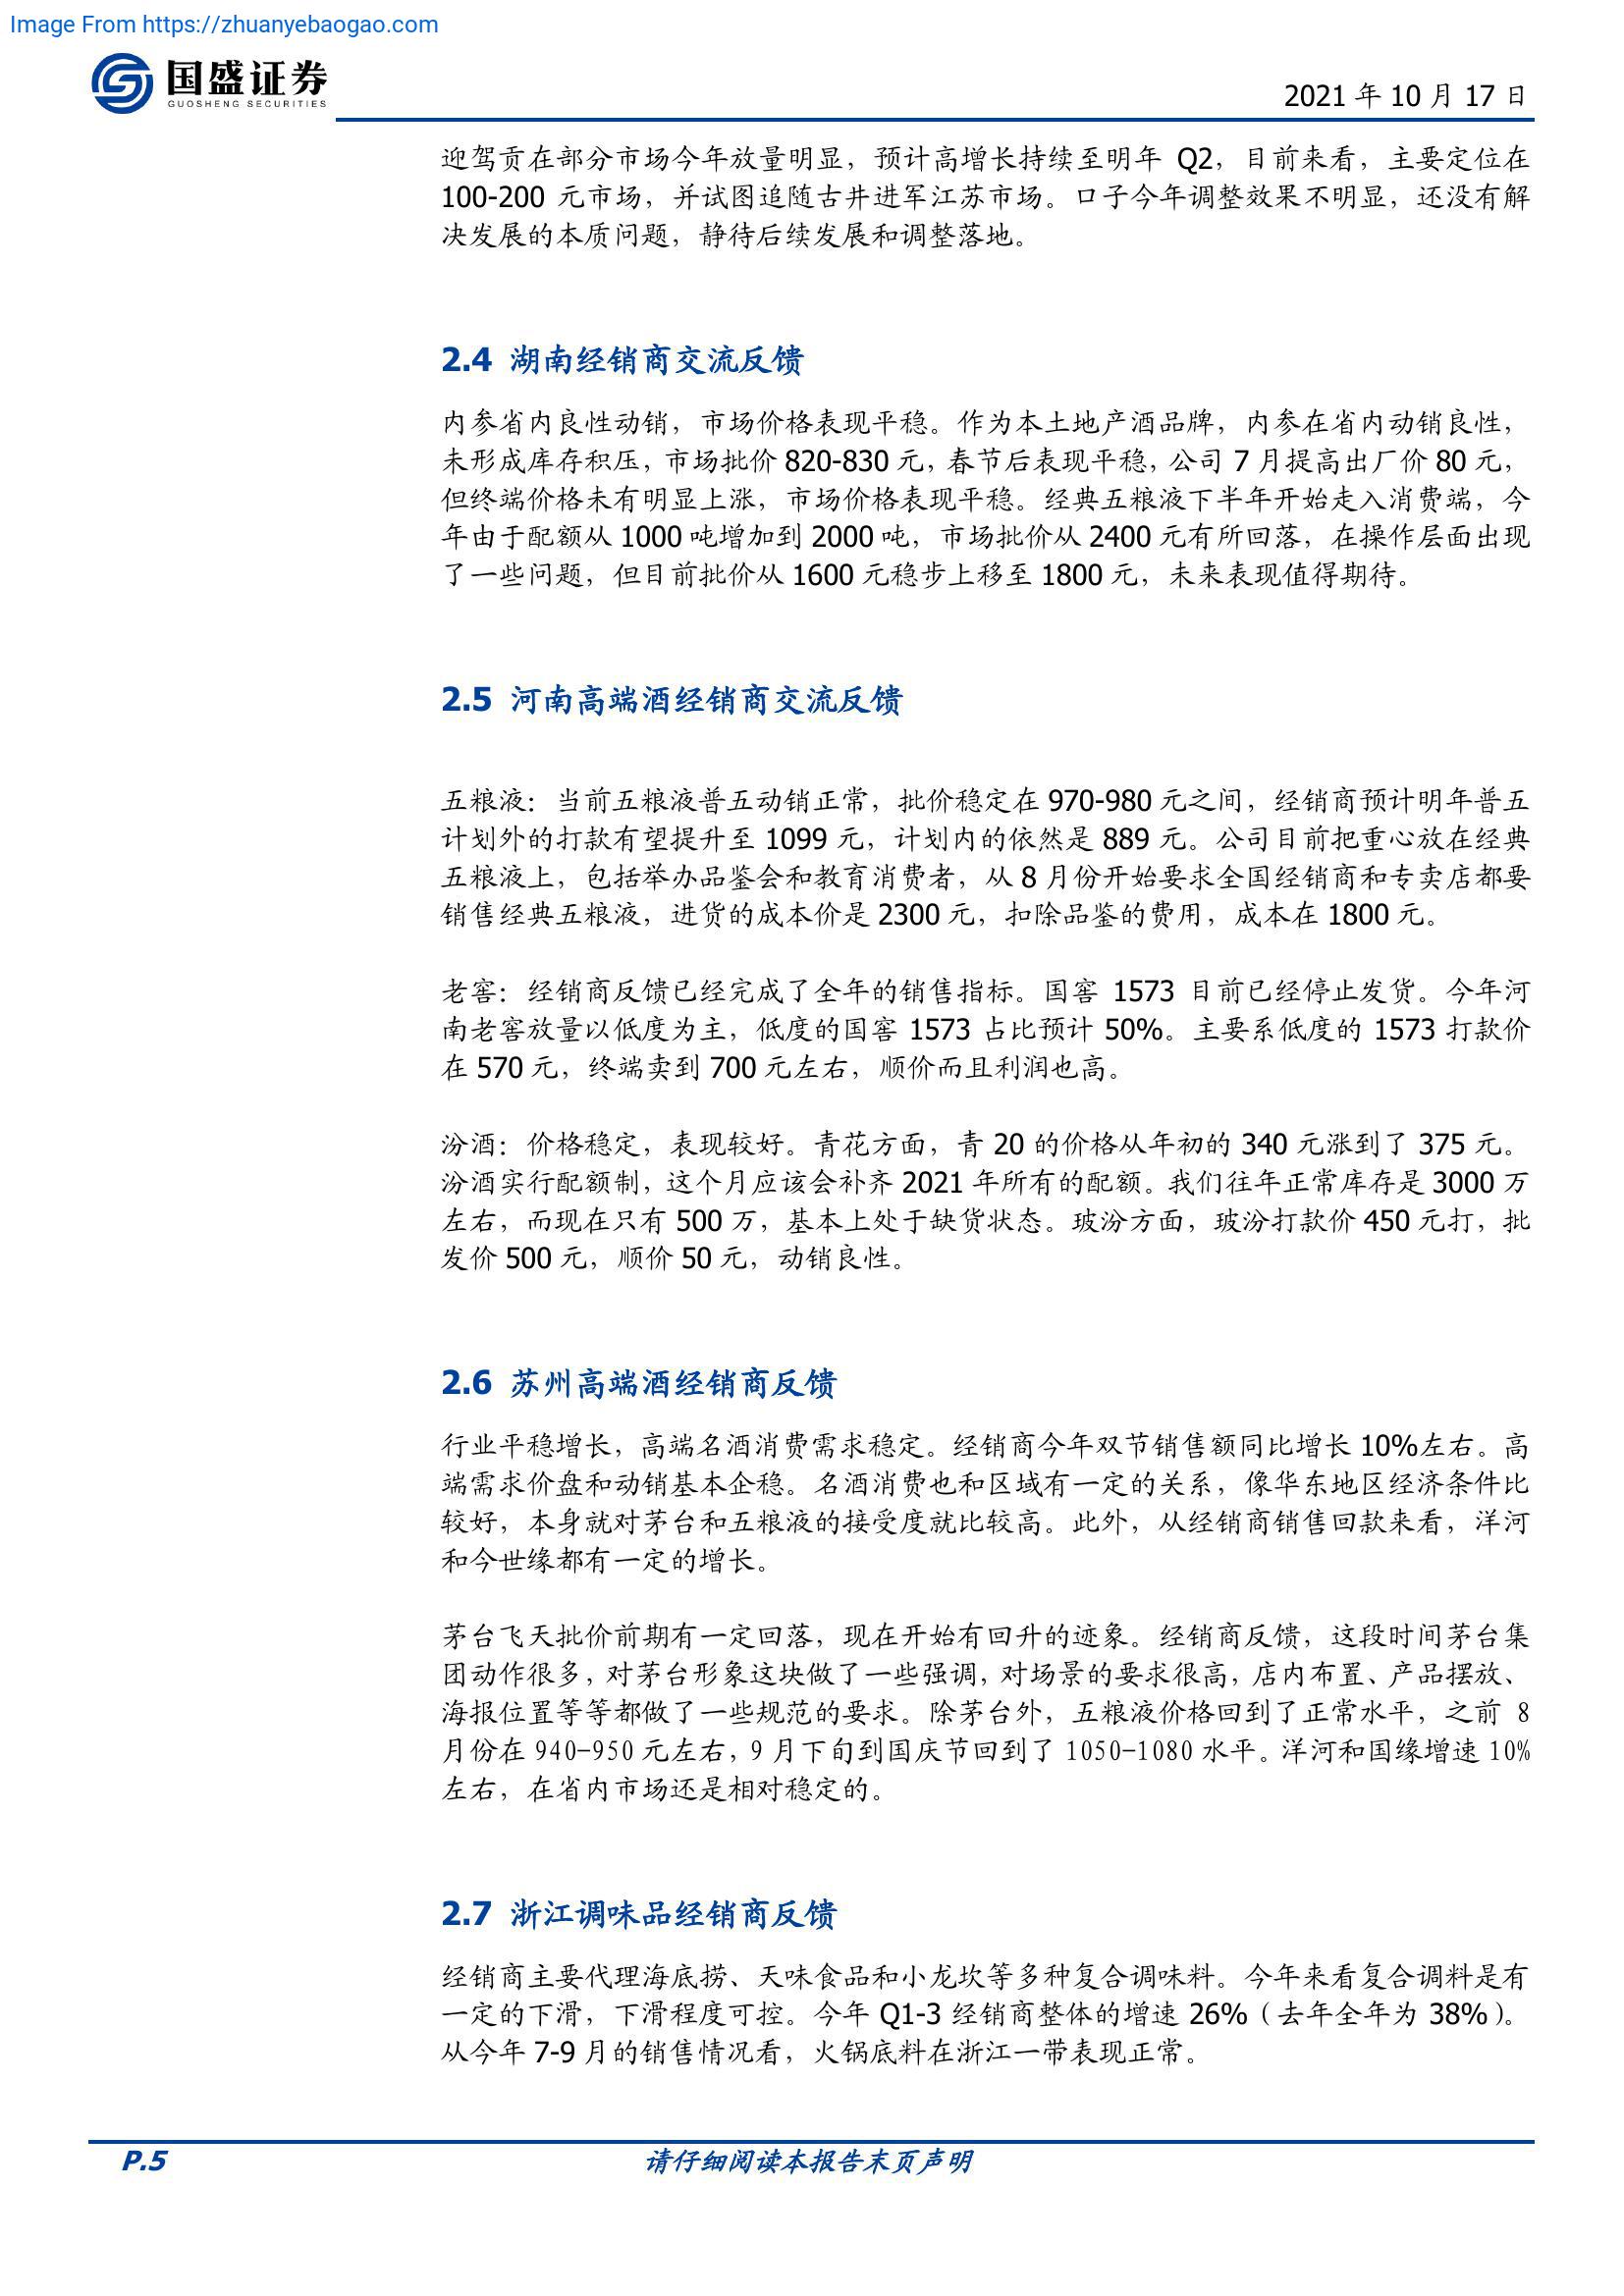 Image From https://zhuanyebaogao.com
国盛证券
GUOSHENG SECURITIES
2021 年 10 月 17 日
迎驾贡在部分市场今年放量明显，预计高增长持续至明年 Q2，目前来看，主要定位在
100-200 元市场，并试图追随古井进军江苏市场。口子今年调整效果不明显，还没有解
决发展的本质问题，静待后续发展和调整落地。
2.4 湖南经销商交流反馈
内参省内良性动销，市场价格表现平稳。作为本土地产酒品牌，内参在省内动销良性，
未形成库存积压，市场批价 820-830 元，春节后表现平稳，公司 7 月提高出厂价 80 元，
但终端价格未有明显上涨，市场价格表现平稳。经典五粮液下半年开始走入消费端，今
年由于配额从 1000 吨增加到 2000 吨，市场批价从 2400 元有所回落，在操作层面出现
了一些问题，但目前批价从 1600 元稳步上移至 1800 元，未来表现值得期待。
2.5 河南高端酒经销商交流反馈
五粮液：当前五粮液普五动销正常，批价稳定在 970-980 元之间，经销商预计明年普五
计划外的打款有望提升至 1099 元，计划内的依然是 889 元。公司目前把重心放在经典
五粮液上，包括举办品鉴会和教育消费者，从 8 月份开始要求全国经销商和专卖店都要
销售经典五粮液，进货的成本价是 2300 元，扣除品鉴的费用，成本在 1800 元。
老窖：经销商反馈已经完成了全年的销售指标。国窖 1573 目前已经停止发货。今年河
南老窖放量以低度为主，低度的国窖 1573 占比预计 50%。主要系低度的 1573 打款价
在 570 元，终端卖到 700 元左右，顺价而且利润也高。
汾酒：价格稳定，表现较好。青花方面，青 20 的价格从年初的 340 元涨到了 375 元。
汾酒实行配额制，这个月应该会补齐 2021 年所有的配额。我们往年正常库存是 3000 万
左右，而现在只有 500 万，基本上处于缺货状态。玻汾方面，玻汾打款价 450 元打，批
发价 500 元，顺价 50 元，动销良性。
2.6 苏州高端酒经销商反馈
行业平稳增长，高端名酒消费需求稳定。经销商今年双节销售额同比增长 10%左右。高
端需求价盘和动销基本企稳。名酒消费也和区域有一定的关系，像华东地区经济条件比
较好，本身就对茅台和五粮液的接受度就比较高。此外，从经销商销售回款来看，洋河
和今世缘都有一定的增长。
茅台飞天批价前期有一定回落，现在开始有回升的迹象。经销商反馈，这段时间茅台集
团动作很多，对茅台形象这块做了一些强调，对场景的要求很高，店内布置、产品摆放、
海报位置等等都做了一些规范的要求。除茅台外，五粮液价格回到了正常水平，之前 8
月份在 940-950 元左右，9 月下旬到国庆节回到了 1050-1080 水平。洋河和国缘增速 10%
左右，在省内市场还是相对稳定的。
2.7 浙江调味品经销商反馈
经销商主要代理海底捞、天味食品和小龙坎等多种复合调味料。今年来看复合调料是有
一定的下滑，下滑程度可控。今年 Q1-3 经销商整体的增速 26%（去年全年为 38%）。
从今年 7-9 月的销售情况看，火锅底料在浙江一带表现正常。
P.5
请仔细阅读本报告末页声明